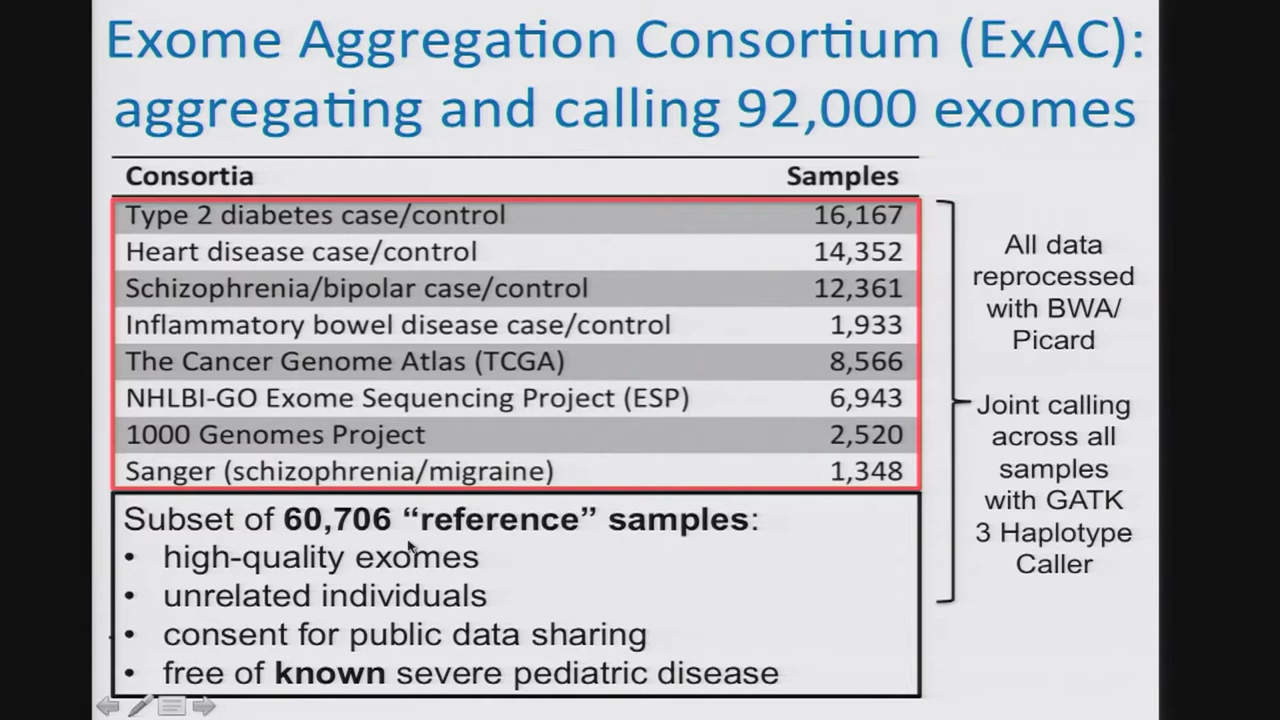 Exome Aggregation Consortium (ExAC):
aggregating and calling 92,000 exomes
Consortia Samples
Type 2 diabetes case/control 16,167
Heart disease case/control 14,352
Schizophrenia/bipolar case/control 12,361
Inflammatory bowel disease case/control 1,933
The Cancer Genome Atlas (TCGA) 8,566
NHLBI-GO Exome Sequencing Project (ESP) 6,943
1000 Genomes Project 2,520
Sanger (schizophrenia/migraine) 1,348
Subset of 60,706 “reference” samples:
• high-quality exomes
• unrelated individuals
• consent for public data sharing
• free of known severe pediatric disease
All data
reprocessed
with BWA/
Picard
Joint calling
across all
samples
with GATK
3 Haplotype
Caller